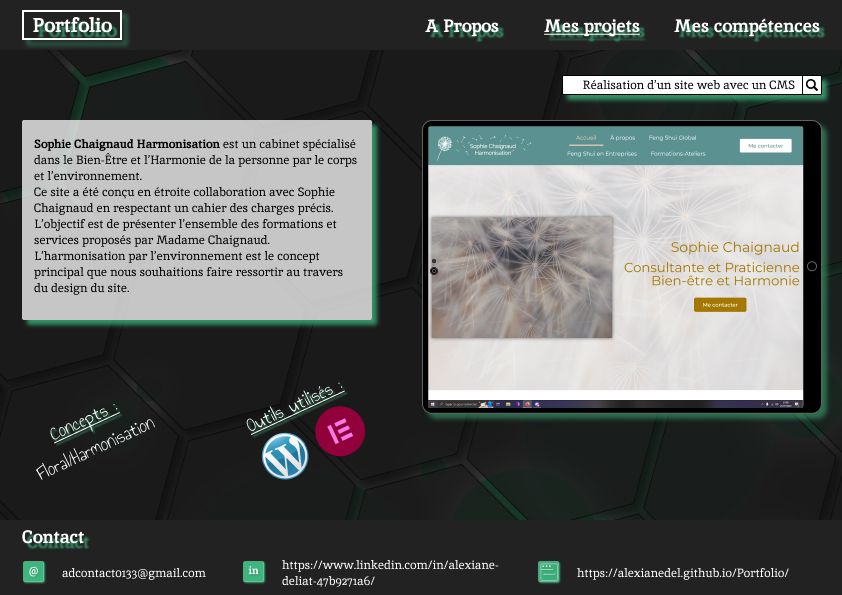 Portfolio
A Propos
Mes projets
Mes compétences
Réalisation d'un site web avec un CMS
Sophie Chaignaud Harmonisation est un cabinet spécialisé
dans le Bien-Être et l'Harmonie de la personne par le corps
et l'environnement.
Ce site a été conçu en étroite collaboration avec Sophie
Chaignaud en respectant un cahier des charges précis.
L'objectif est de présenter l'ensemble des formations et
services proposés par Madame Chaignaud.
L'harmonisation par l'environnement est le concept
principal que nous souhaitions faire ressortir au travers
du design du site.
Sophie Chaignaud
Harmonisation
Accueil
À propos
Feng Shui Global
Feng Shui en Entreprises
Formations-Ateliers
Me contacter
Sophie Chaignaud
Consultante et Praticienne
Bien-être et Harmonie
Me contacter
Concepts :
Floral/Harmonisation
Outils utilisés :
Contact
@
adcontact0133@gmail.com
in
https://www.linkedin.com/in/alexiane-
deliat-47b9271a6/
https://alexianedel.github.io/Portfolio/